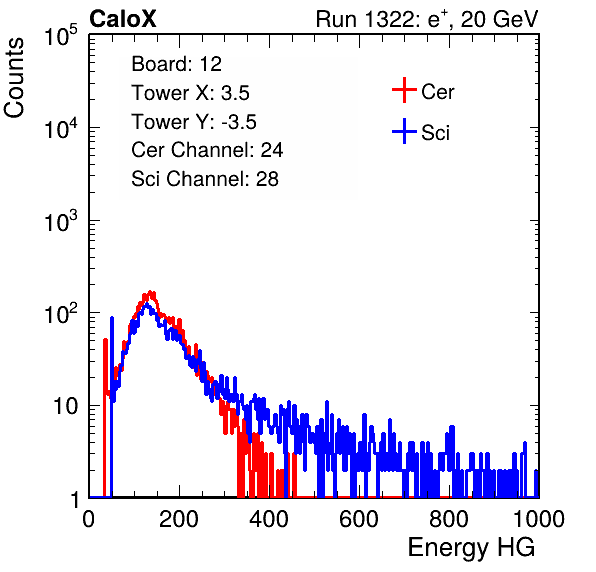 CaloX Run 1322: e+, 20 GeV
Counts
Board: 12
Tower X: 3.5
Tower Y: -3.5
Cer Channel: 24
Sci Channel: 28
Cer
Sci
10^5
10^4
10^3
10^2
10
1
0 200 400 600 800 1000
Energy HG